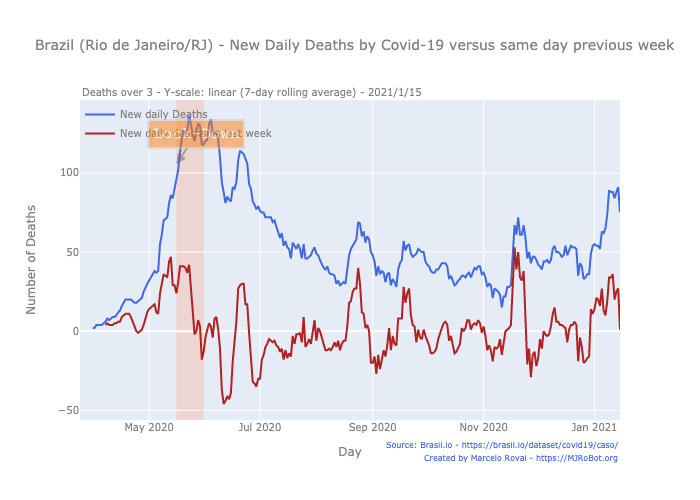 Brazil (Rio de Janeiro/RJ) - New Daily Deaths by Covid-19 versus same day previous week
Deaths over 3 - Y-scale: linear (7-day rolling average) - 2021/1/15
New daily Deaths
New daily last week
Lock-Down
100
50
0
−50
Number of Deaths
May 2020
Jul 2020
Sep 2020
Nov 2020
Jan 2021
Day
Source: Brasil.io - https://brasil.io/dataset/covid19/caso/
Created by Marcelo Rovai - https://MJRoBot.org